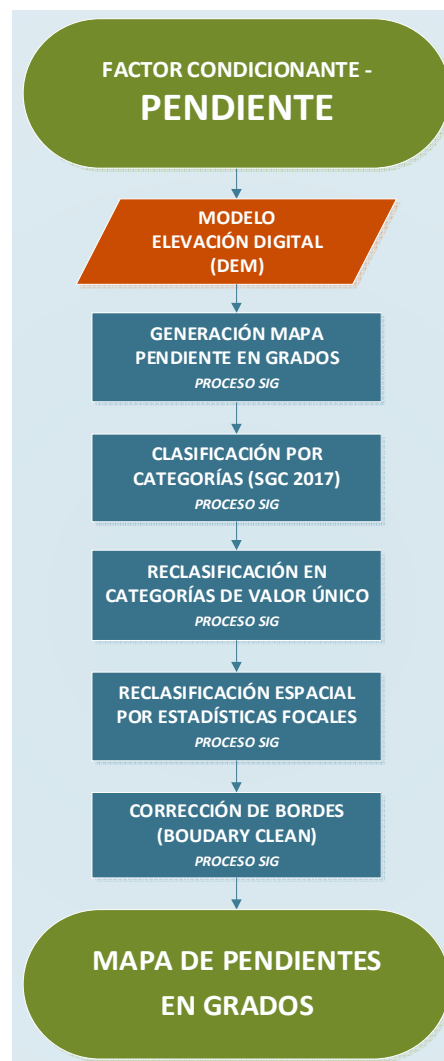 FACTOR CONDICIONANTE -
PENDIENTE
MODELO
ELEVACIÓN DIGITAL
(DEM)
GENERACIÓN MAPA
PENDIENTE EN GRADOS
PROCESO SIG
CLASIFICACIÓN POR
CATEGORÍAS (SGC 2017)
PROCESO SIG
RECLASIFICACIÓN EN
CATEGORÍAS DE VALOR ÚNICO
PROCESO SIG
RECLASIFICACIÓN ESPACIAL
POR ESTADÍSTICAS FOCALES
PROCESO SIG
CORRECCIÓN DE BORDES
(BOUDARY CLEAN)
PROCESO SIG
MAPA DE PENDIENTES
EN GRADOS